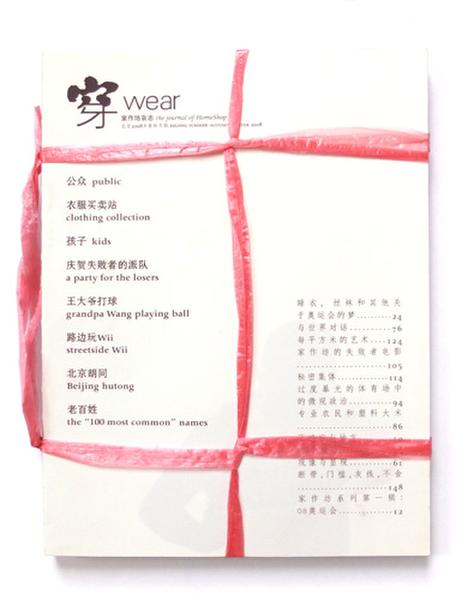 穿 wear
家作坊杂志 the journal of HomeShop
公众 public
衣服买卖站
clothing collection
孩子 kids
庆贺失败者的派队
a party for the losers
王大爷打球
grandpa Wang playing ball
路边玩Wii
streetside Wii
北京胡同
Beijing hutong
老百姓
the “100 most common” names
睡衣，丝袜和其他关
于奥运会的梦........24
与世界对话..........76
每平方米的艺术......124
家作坊的失败者电影
....................105
秘密集体............114
过度暴光的体育场中
的微观政治..........94
专业农民和塑料大米
....................86
现像与显现..........61
断带,门槛,灰线,不舍
....................148
家作坊系列第一辑：
08奥运会............12